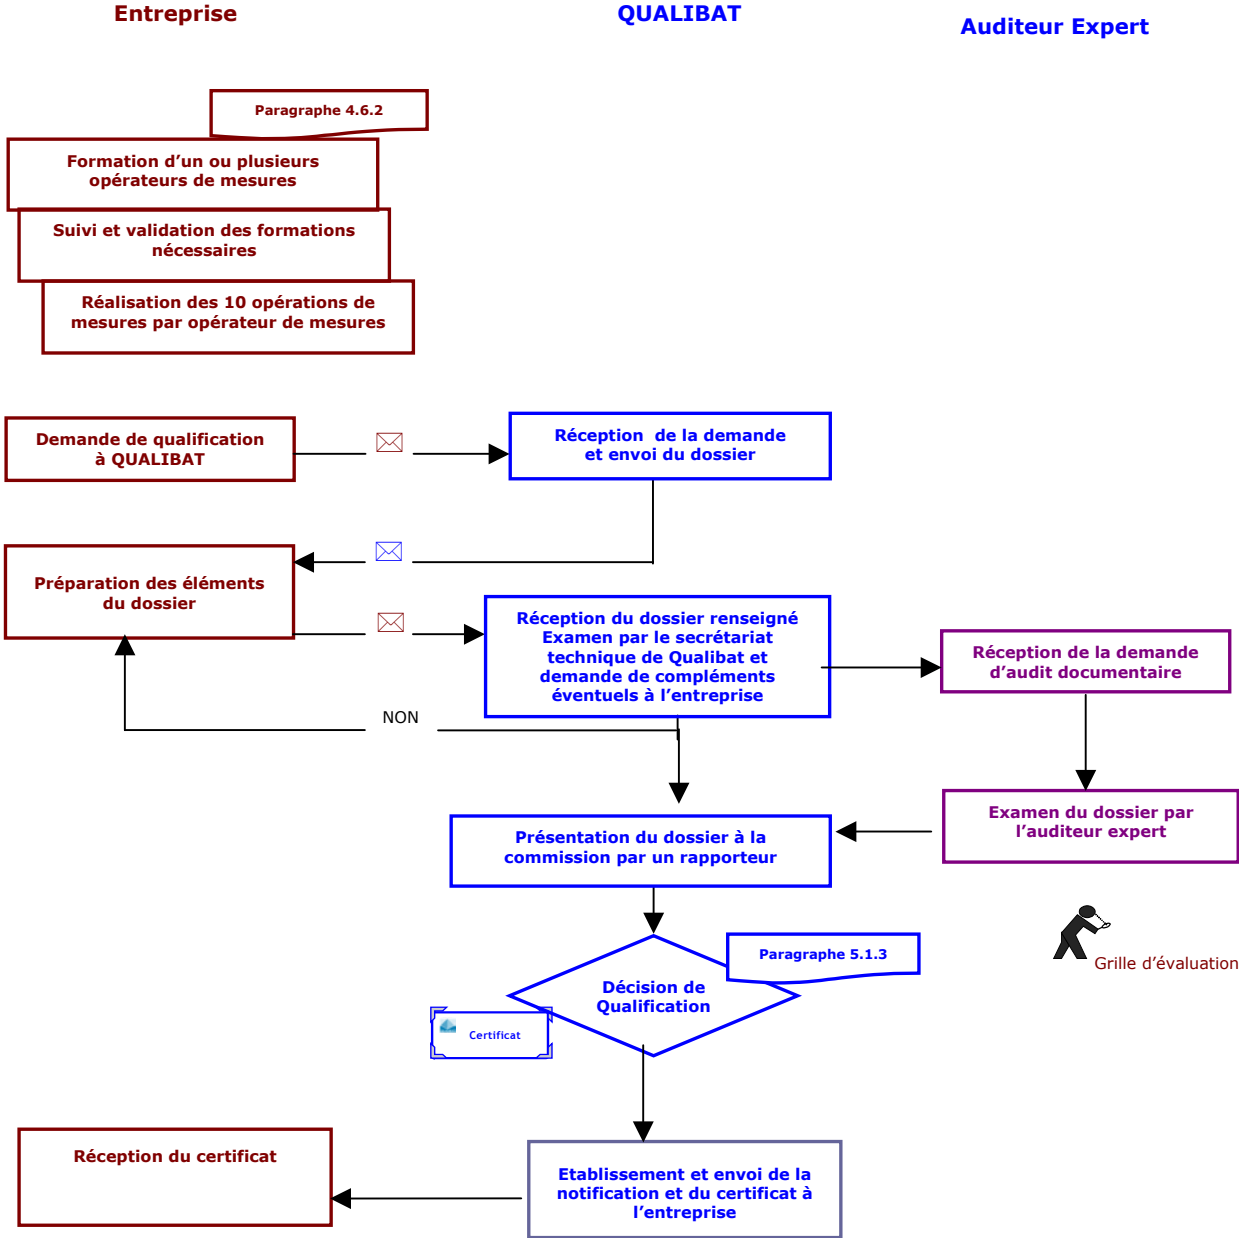 Entreprise
QUALIBAT
Auditeur Expert
Paragraphe 4.6.2
Formation d’un ou plusieurs
opérateurs de mesures
Suivi et validation des formations
nécessaires
Réalisation des 10 opérations de
mesures par opérateur de mesures
Demande de qualification
à QUALIBAT
Réception  de la demande
et envoi du dossier
Préparation des éléments
du dossier
Réception du dossier renseigné
Examen par le secrétariat
technique de Qualibat et
demande de compléments
éventuels à l’entreprise
Réception de la demande
d’audit documentaire
NON
Présentation du dossier à la
commission par un rapporteur
Examen du dossier par
l’auditeur expert
Grille d’évaluation
Paragraphe 5.1.3
Décision de
Qualification
Certificat
Réception du certificat
Etablissement et envoi de la
notification et du certificat à
l’entreprise